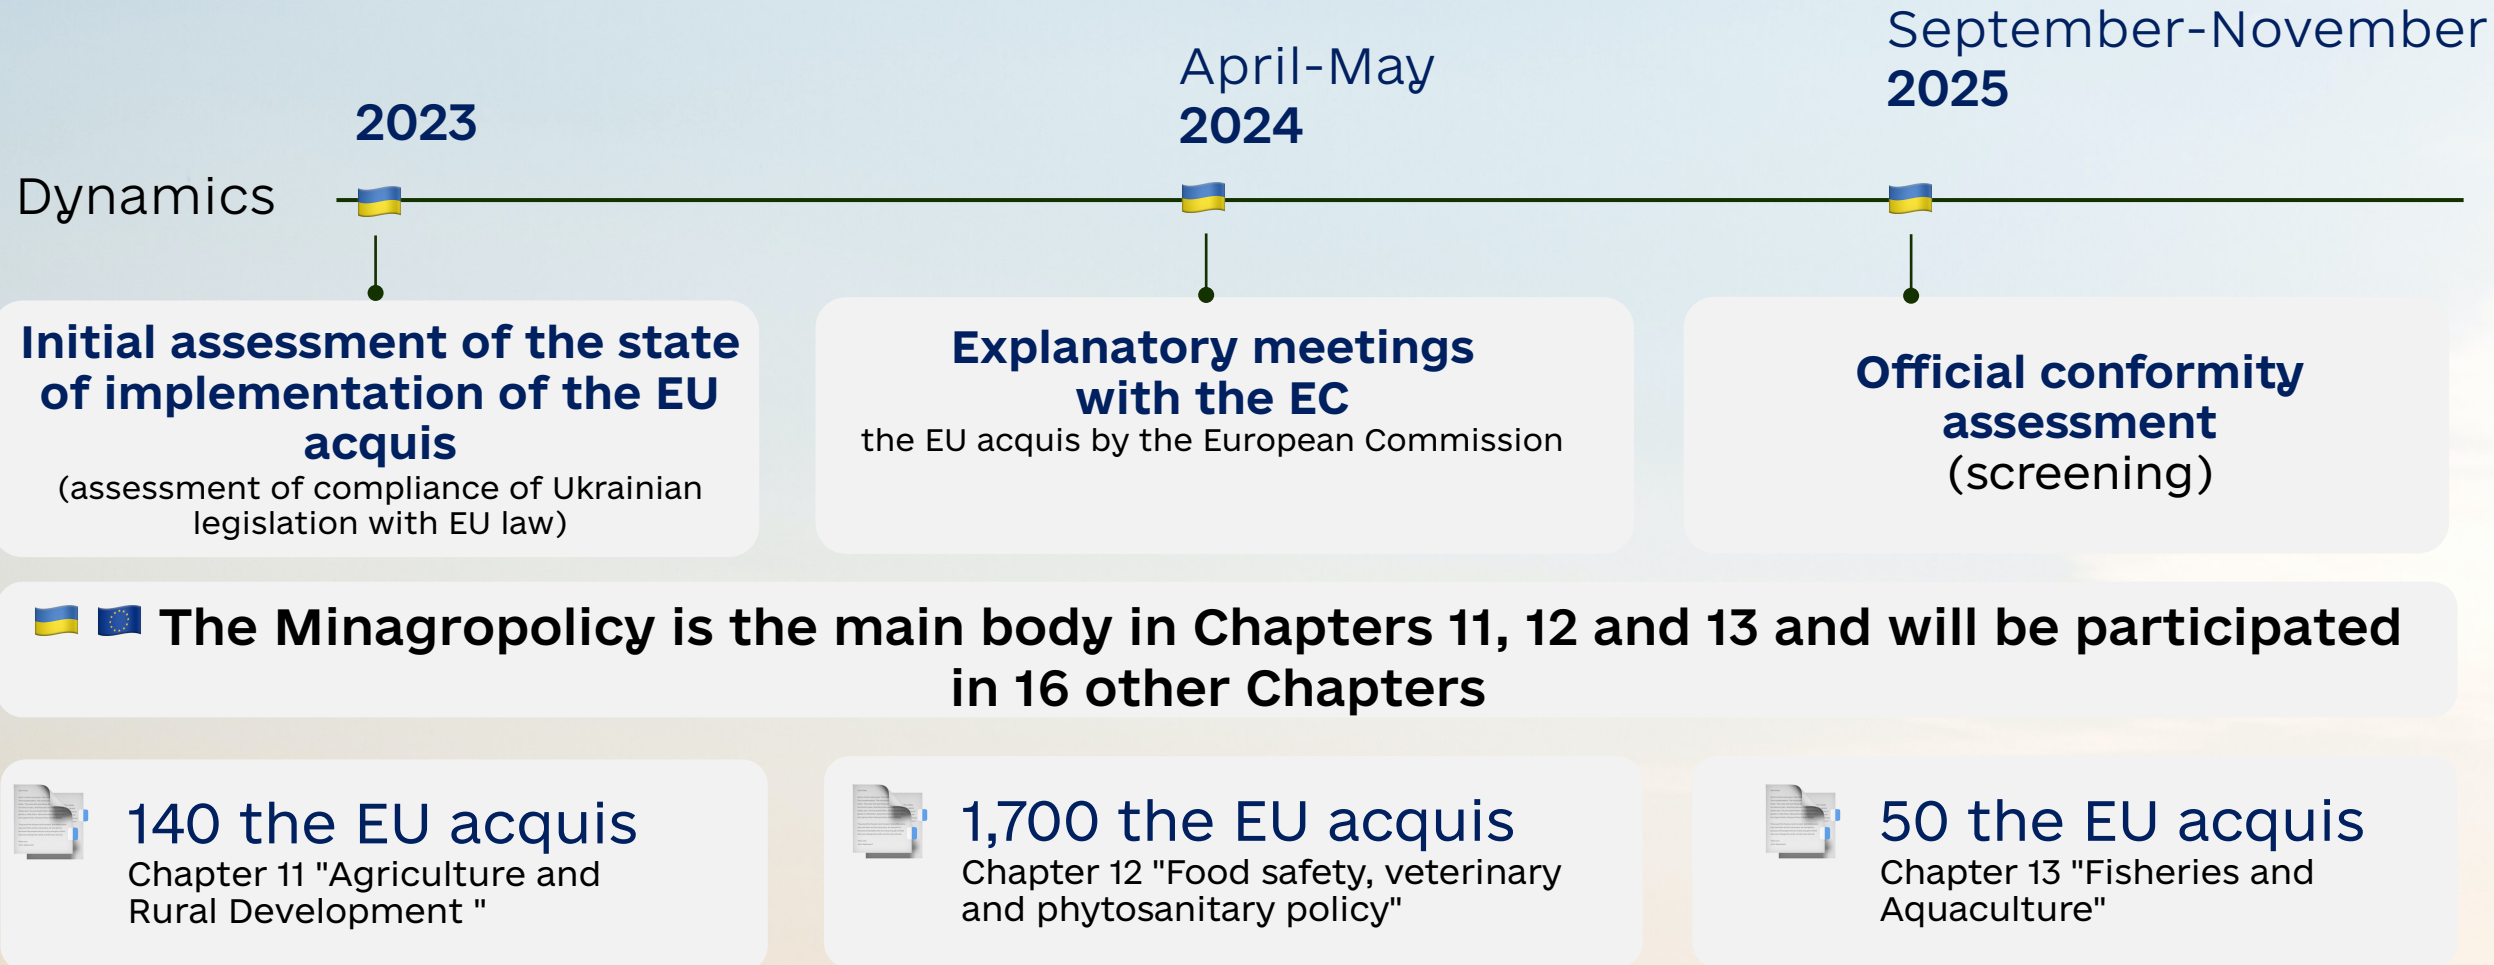 2023
April-May
2024
September-November
2025
Dynamics
Initial assessment of the state
of implementation of the EU
acquis
(assessment of compliance of Ukrainian
legislation with EU law)
Explanatory meetings
with the EC
the EU acquis by the European Commission
Official conformity
assessment
(screening)
The Minagropolicy is the main body in Chapters 11, 12 and 13 and will be participated
in 16 other Chapters
140 the EU acquis
Chapter 11 "Agriculture and
Rural Development "
1,700 the EU acquis
Chapter 12 "Food safety, veterinary
and phytosanitary policy"
50 the EU acquis
Chapter 13 "Fisheries and
Aquaculture"